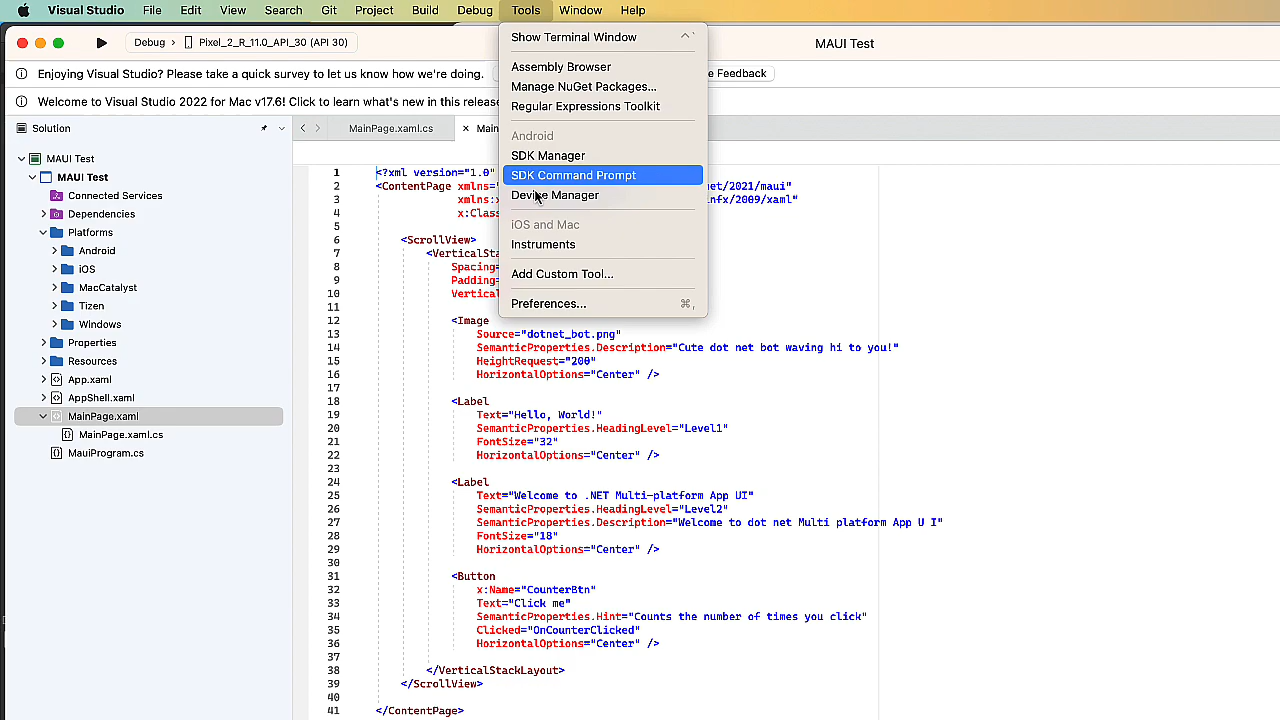 Visual Studio File Edit View Search Git Project Build Debug Tools Window Help
Debug Pixel_2_R_11.0_API_30 (API 30) MAUI Test
Enjoying Visual Studio? Please take a quick survey to let us know how we're doing. e Feedback
Welcome to Visual Studio 2022 for Mac v17.6! Click to learn what's new in this relea
Show Terminal Window ⌃`
Assembly Browser
Manage NuGet Packages...
Regular Expressions Toolkit
Android
SDK Manager
SDK Command Prompt
Device Manager
iOS and Mac
Instruments
Add Custom Tool...
Preferences... ⌘,
Solution
MAUI Test
MAUI Test
Connected Services
Dependencies
Platforms
Android
iOS
MacCatalyst
Tizen
Windows
Properties
Resources
App.xaml
AppShell.xaml
MainPage.xaml
MainPage.xaml.cs
MauiProgram.cs
MainPage.xaml.cs × Main
1 <?xml version="1.0"
2 <ContentPage xmlns=" et/2021/maui"
3 xmlns:x nfx/2009/xaml"
4 x:Clas
5
6 <ScrollView>
7 <VerticalSta
8 Spacing=
9 Padding=
10 Vertical
11
12 <Image
13 Source="dotnet_bot.png"
14 SemanticProperties.Description="Cute dot net bot waving hi to you!"
15 HeightRequest="200"
16 HorizontalOptions="Center" />
17
18 <Label
19 Text="Hello, World!"
20 SemanticProperties.HeadingLevel="Level1"
21 FontSize="32"
22 HorizontalOptions="Center" />
23
24 <Label
25 Text="Welcome to .NET Multi-platform App UI"
26 SemanticProperties.HeadingLevel="Level2"
27 SemanticProperties.Description="Welcome to dot net Multi platform App U I"
28 FontSize="18"
29 HorizontalOptions="Center" />
30
31 <Button
32 x:Name="CounterBtn"
33 Text="Click me"
34 SemanticProperties.Hint="Counts the number of times you click"
35 Clicked="OnCounterClicked"
36 HorizontalOptions="Center" />
37
38 </VerticalStackLayout>
39 </ScrollView>
40
41 </ContentPage>